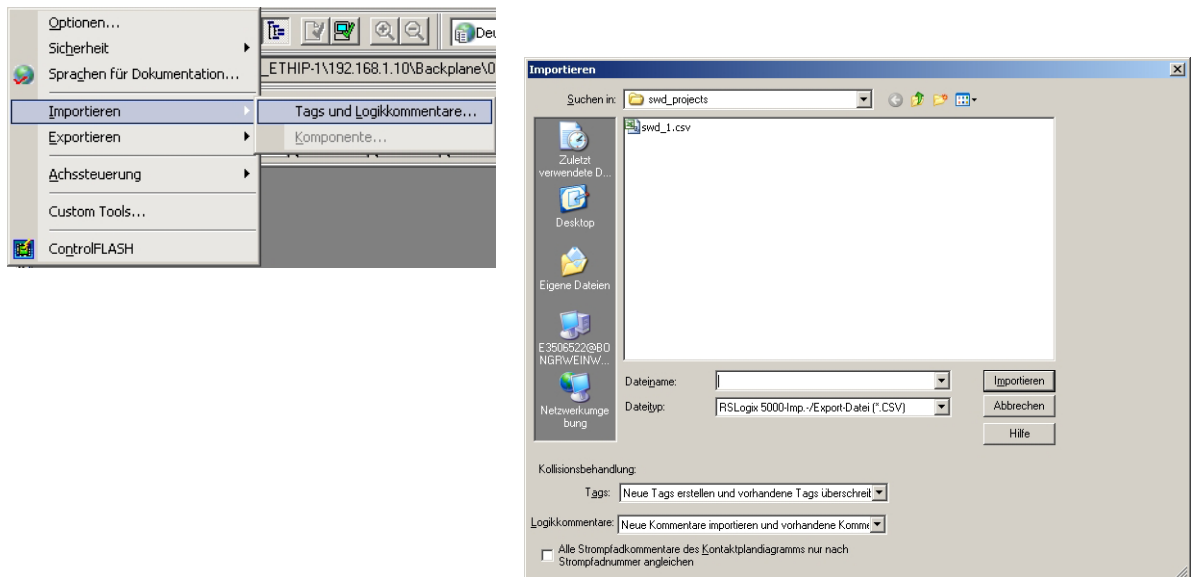 Optionen...
Sicherheit
Sprachen für Dokumentation...
Importieren
Exportieren
Achssteuerung
Custom Tools...
ControlFLASH
Tags und Logikkommentare...
Komponente...
_ETHIP-1\192.168.1.10\Backplane\0
Importieren
Suchen in:
swd_projects
swd_1.csv
Zuletzt
verwendete D...
Desktop
Eigene Dateien
E3506522@BO
NGRWEINW...
Netzwerkumge
bung
Dateiname:
Importieren
Dateityp:
RSLogix 5000-Imp.-/Export-Datei (*.CSV)
Abbrechen
Hilfe
Kollisionsbehandlung:
Tags:
Neue Tags erstellen und vorhandene Tags überschreit
Logikkommentare:
Neue Kommentare importieren und vorhandene Komme
Alle Strompfadkommentare des Kontaktplandiagramms nur nach
Strompfadnummer angleichen